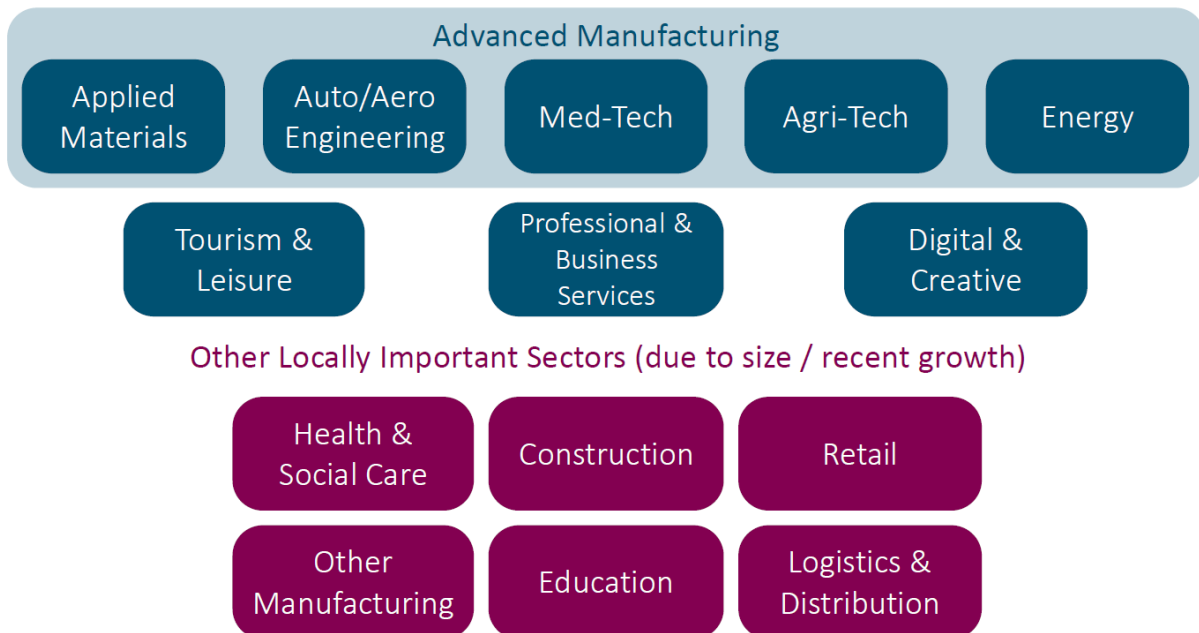 Advanced Manufacturing
Applied
Materials
Auto/Aero
Engineering
Med-Tech
Agri-Tech
Energy
Tourism &
Leisure
Professional &
Business
Services
Digital &
Creative
Other Locally Important Sectors (due to size / recent growth)
Health &
Social Care
Construction
Retail
Other
Manufacturing
Education
Logistics &
Distribution